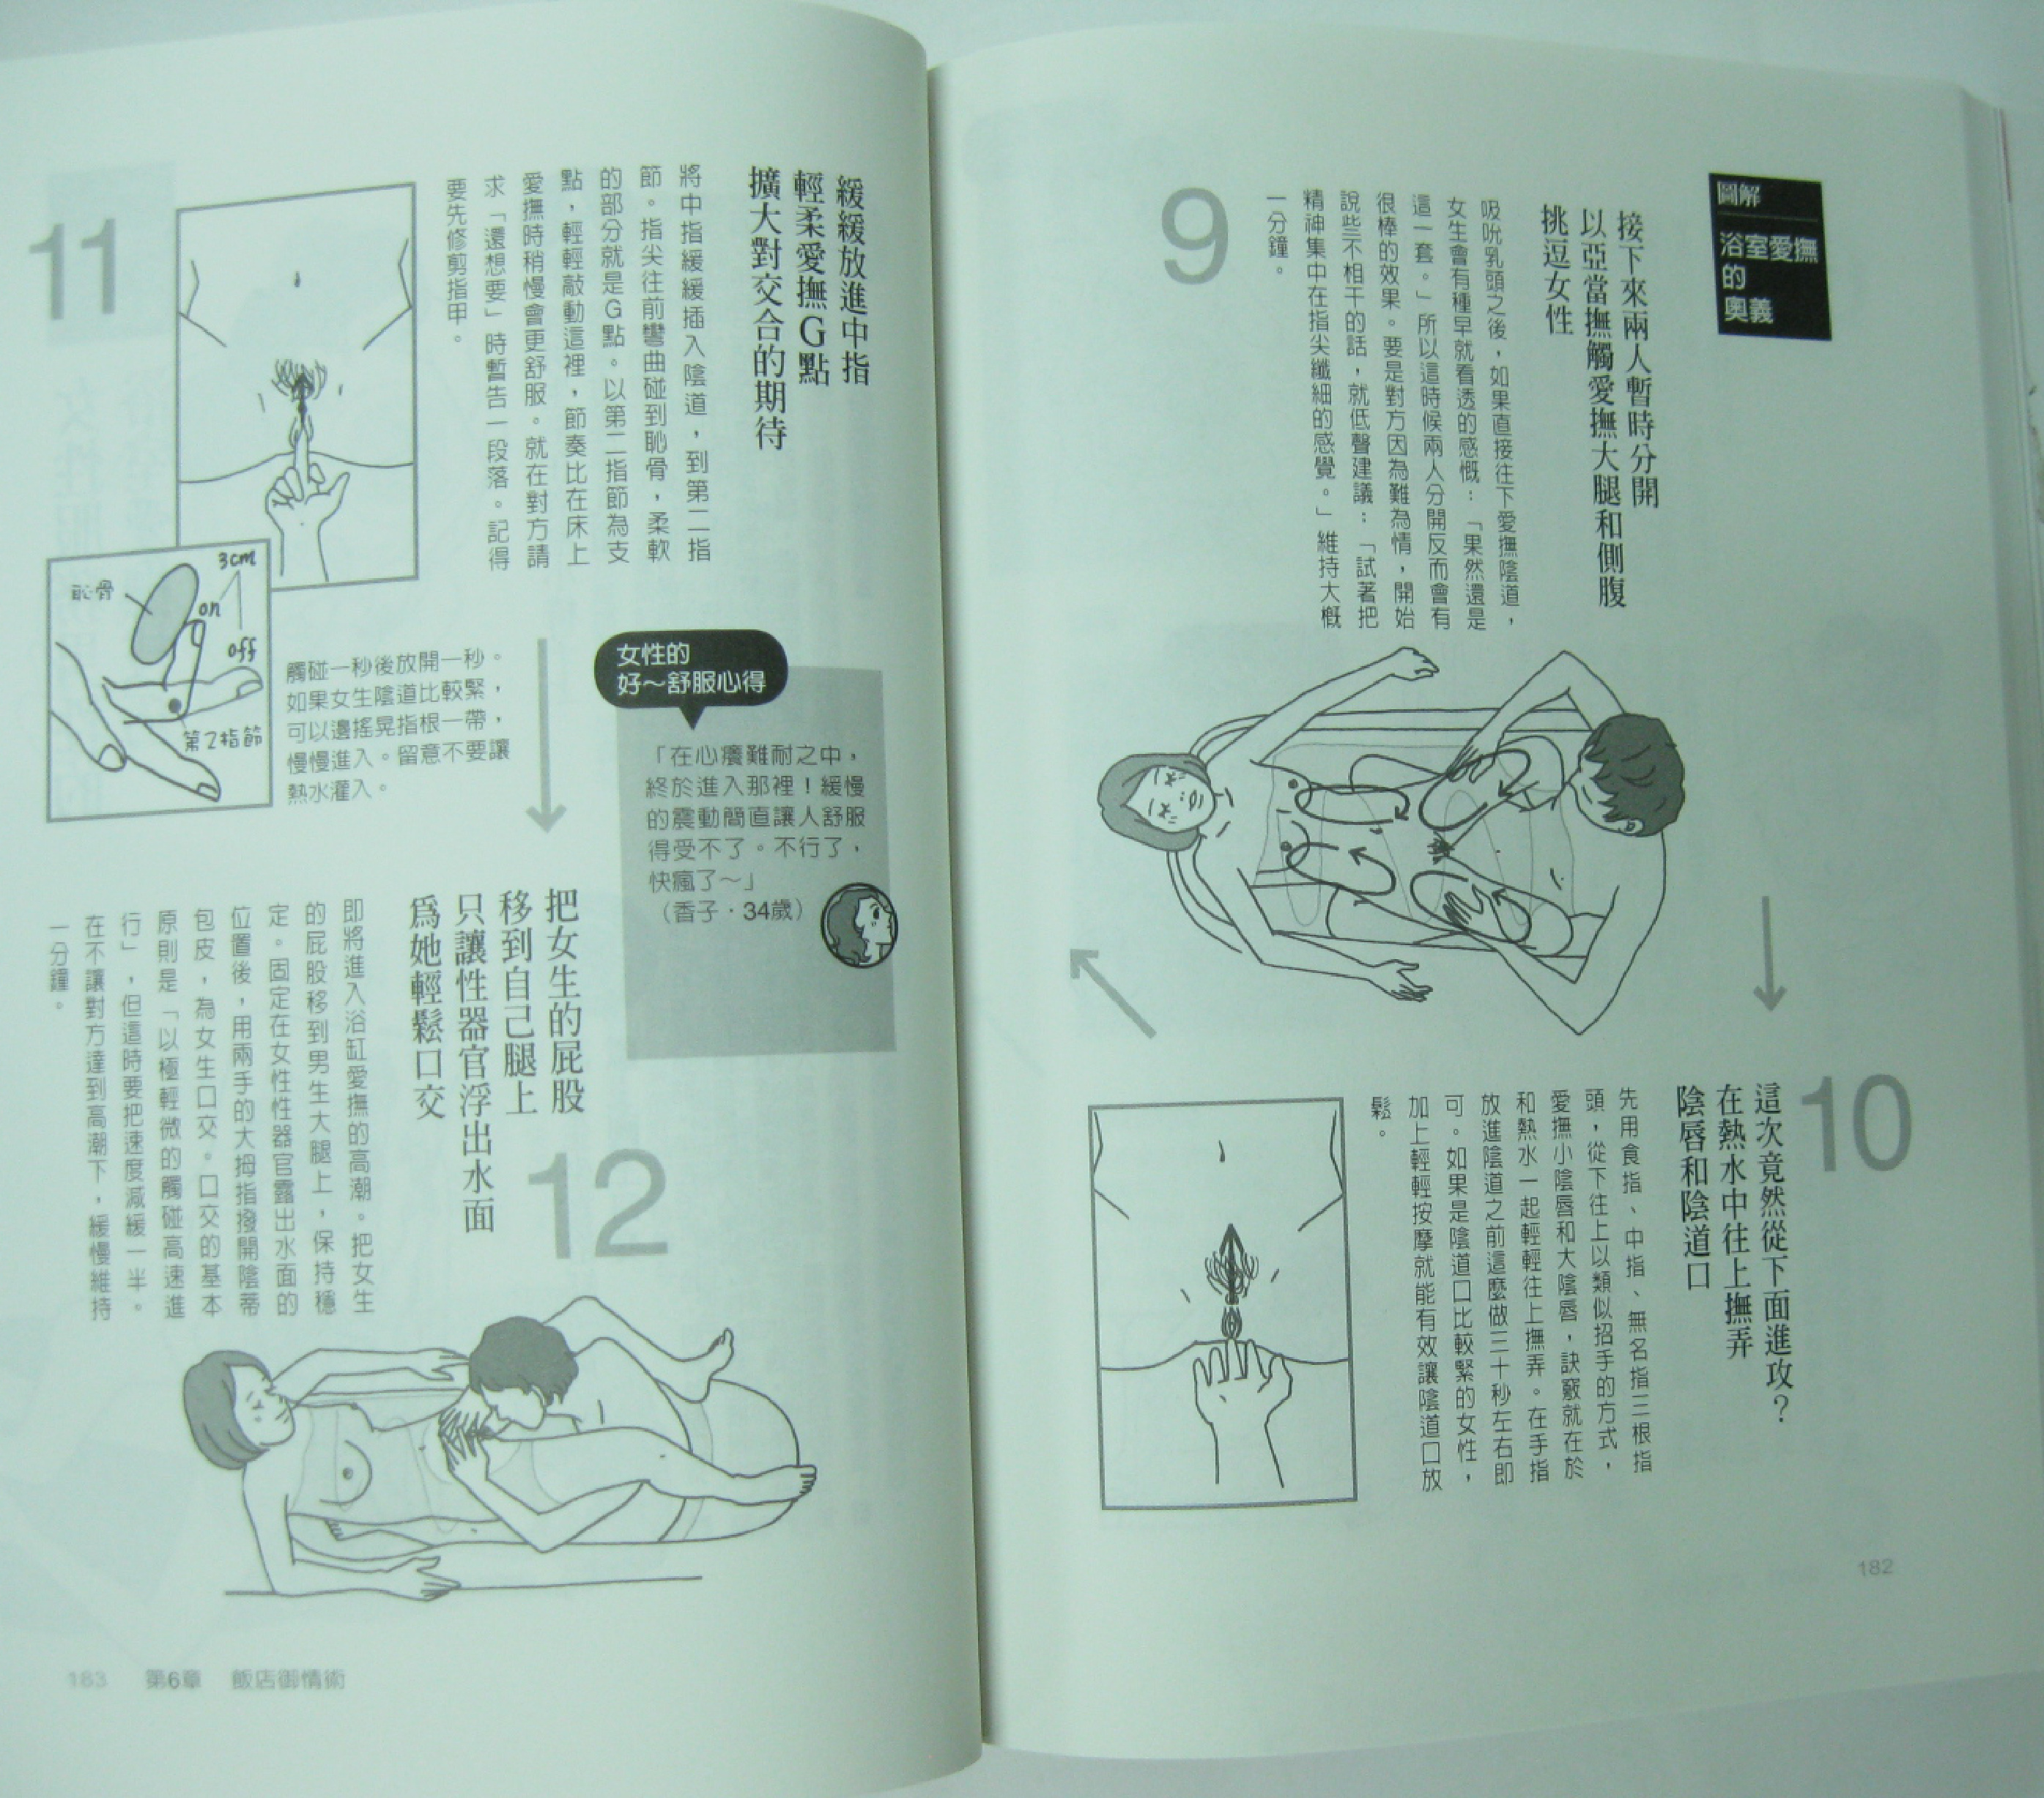 圖解
浴室愛撫
的
奧義
9
接下來兩人暫時分開
以亞當撫觸愛撫大腿和側腹
挑逗女性
吸吮乳頭之後，如果直接往下愛撫陰道，
女生會有種早就看透的感慨：「果然還是
這一套。」所以這時候兩人分開反而會有
很棒的效果。要是對方因為難為情，開始
說些不相干的話，就低聲建議：「試著把
精神集中在指尖纖細的感覺。」維持大概
一分鐘。
10
這次竟然從下面進攻？
在熱水中往上撫弄
陰唇和陰道口
先用食指、中指、無名指三根指
頭，從下往上以類似招手的方式，
愛撫小陰唇和大陰唇，訣竅就在於
和熱水一起輕輕往上撫弄。在手指
放進陰道之前這麼做三十秒左右即
可。如果是陰道口比較緊的女性，
加上輕輕按摩就能有效讓陰道口放
鬆。
182
11
緩緩放進中指
輕柔愛撫G點
擴大對交合的期待
將中指緩緩插入陰道，到第二指
節。指尖往前彎曲碰到恥骨，柔軟
的部分就是G點。以第二指節為支
點，輕輕敲動這裡，節奏比在床上
愛撫時稍慢會更舒服。就在對方請
求「還想要」時暫告一段落。記得
要先修剪指甲。
恥骨
3cm
on
off
第2指節
觸碰一秒後放開一秒。
如果女生陰道比較緊，
可以邊搖晃指根一帶，
慢慢進入。留意不要讓
熱水灌入。
女性的
好～舒服心得
「在心癢難耐之中，
終於進入那裡！緩慢
的震動簡直讓人舒服
得受不了。不行了，
快瘋了～」
（香子‧34歲）
12
把女生的屁股
移到自己腿上
只讓性器官浮出水面
為她輕鬆口交
即將進入浴缸愛撫的高潮。把女生
的屁股移到男生大腿上，保持穩
定。固定在女性性器官露出水面的
位置後，用兩手的大拇指撥開陰蒂
包皮，為女生口交。口交的基本
原則是「以極輕微的觸碰高速進
行」，但這時要把速度減緩一半。
在不讓對方達到高潮下，緩慢維持
一分鐘。
183 第6章 飯店御情術